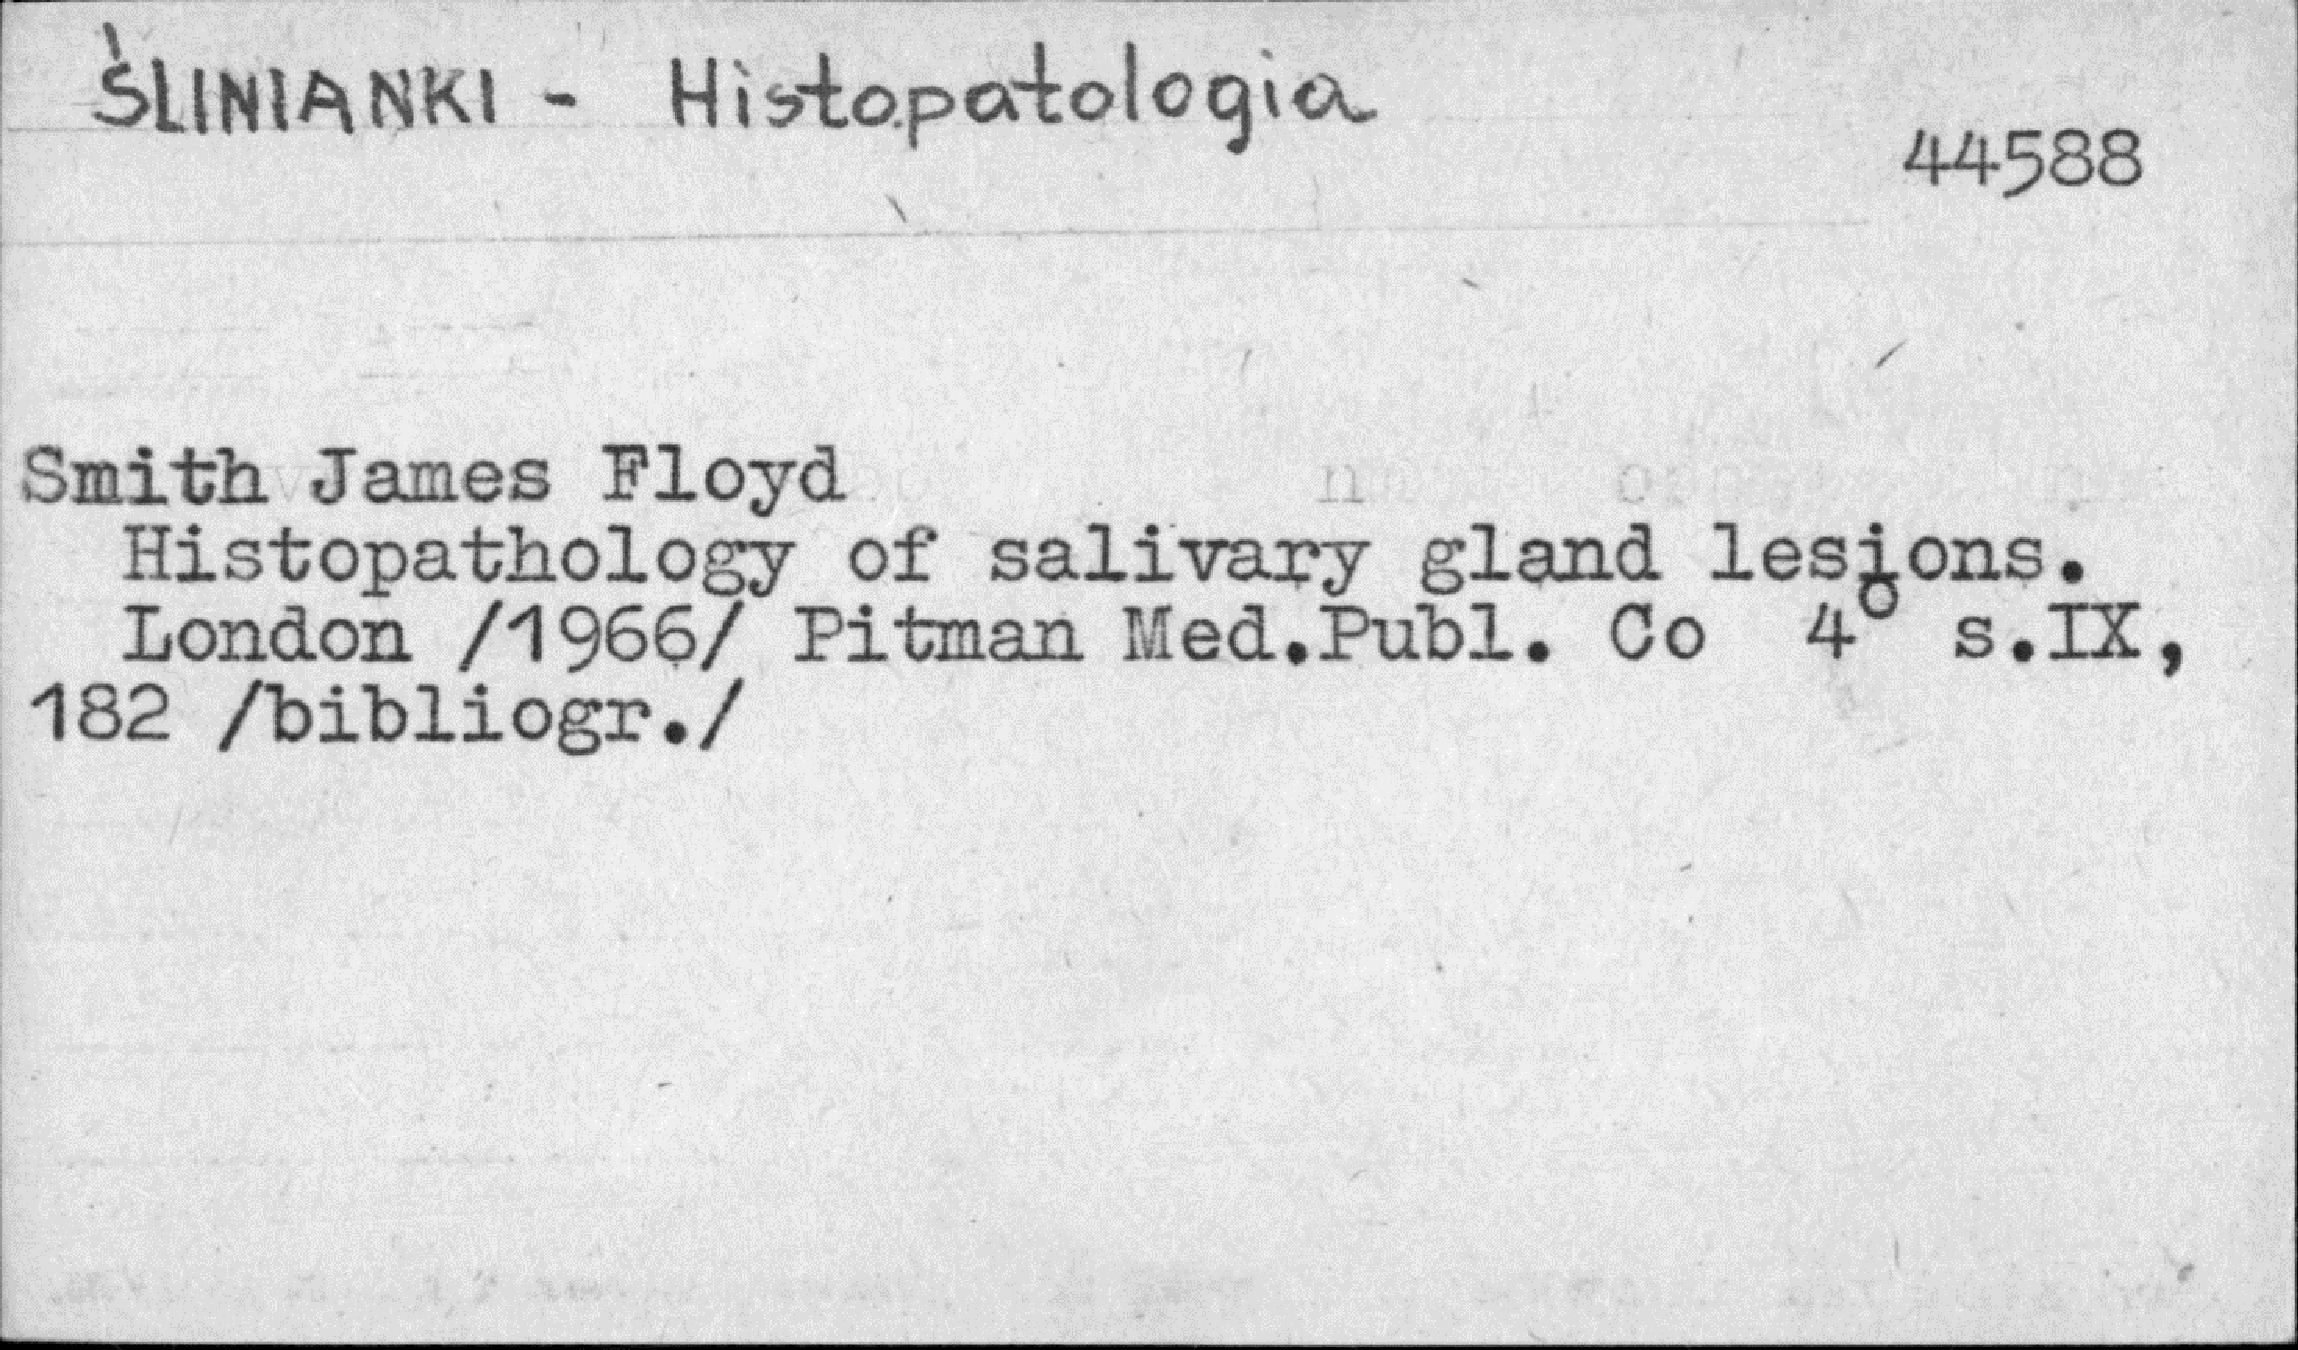 ŚLINIANKI - Histopatologia
44588
Smith James Floyd
Histopathology of salivary gland lesions.
London /1966/ Pitman Med.Publ. Co 4° s.IX,
182 /bibliogr./